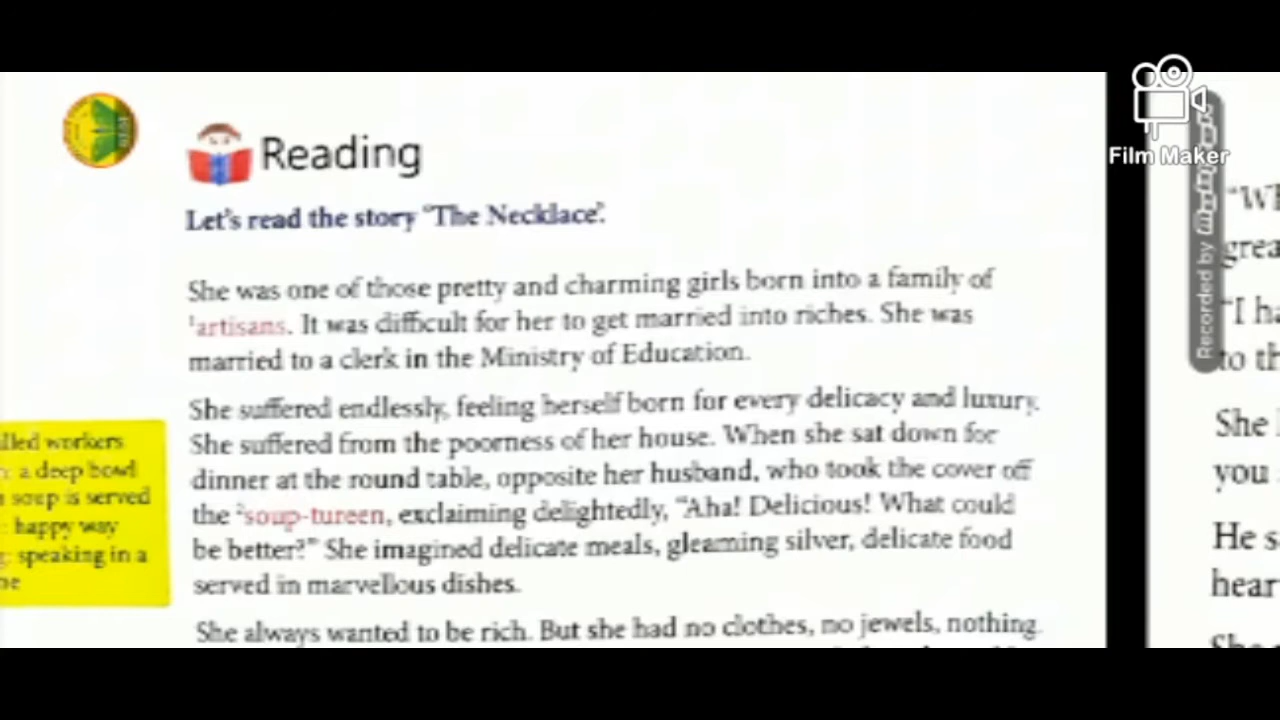 Film Maker
Recorded by
Reading
Let's read the story 'The Necklace'.
She was one of those pretty and charming girls born into a family of
¹artisans. It was difficult for her to get married into riches. She was
married to a clerk in the Ministry of Education.
She suffered endlessly, feeling herself born for every delicacy and luxury.
She suffered from the poorness of her house. When she sat down for
dinner at the round table, opposite her husband, who took the cover off
the ²soup-tureen, exclaiming delightedly, "Aha! Delicious! What could
be better?" She imagined delicate meals, gleaming silver, delicate food
served in marvellous dishes.
She always wanted to be rich. But she had no clothes, no jewels, nothing.
workers
a deep bowl
soup is served
: happy way
: speaking in a
"I
She
you
He